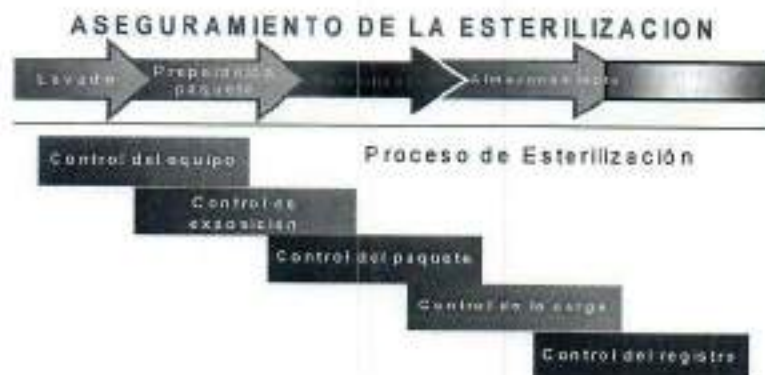 ASEGURAMIENTO DE LA ESTERILIZACION
Lavado
Preparación
paquete
Almacenamiento
Proceso de Esterilización
Control del equipo
Control de
exposición
Control del paquete
Control de la carga
Control del registro